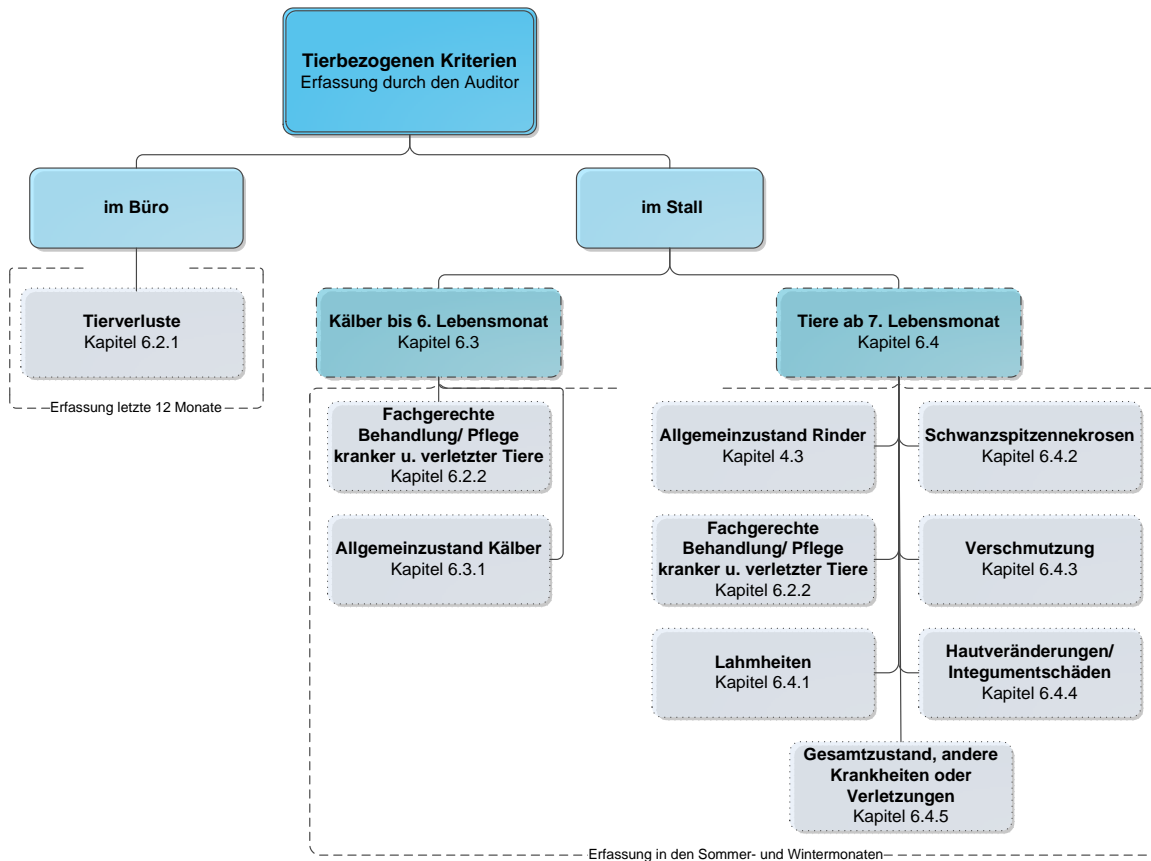 Tierbezogenen Kriterien
Erfassung durch den Auditor
im Büro
im Stall
Tierverluste
Kapitel 6.2.1
Erfassung letzte 12 Monate
Kälber bis 6. Lebensmonat
Kapitel 6.3
Tiere ab 7. Lebensmonat
Kapitel 6.4
Fachgerechte
Behandlung/ Pflege
kranker u. verletzter Tiere
Kapitel 6.2.2
Allgemeinzustand Kälber
Kapitel 6.3.1
Allgemeinzustand Rinder
Kapitel 4.3
Schwanzspitzennekrosen
Kapitel 6.4.2
Fachgerechte
Behandlung/ Pflege
kranker u. verletzter Tiere
Kapitel 6.2.2
Verschmutzung
Kapitel 6.4.3
Lahmheiten
Kapitel 6.4.1
Hautveränderungen/
Integumentschäden
Kapitel 6.4.4
Gesamtzustand, andere
Krankheiten oder
Verletzungen
Kapitel 6.4.5
Erfassung in den Sommer- und Wintermonaten